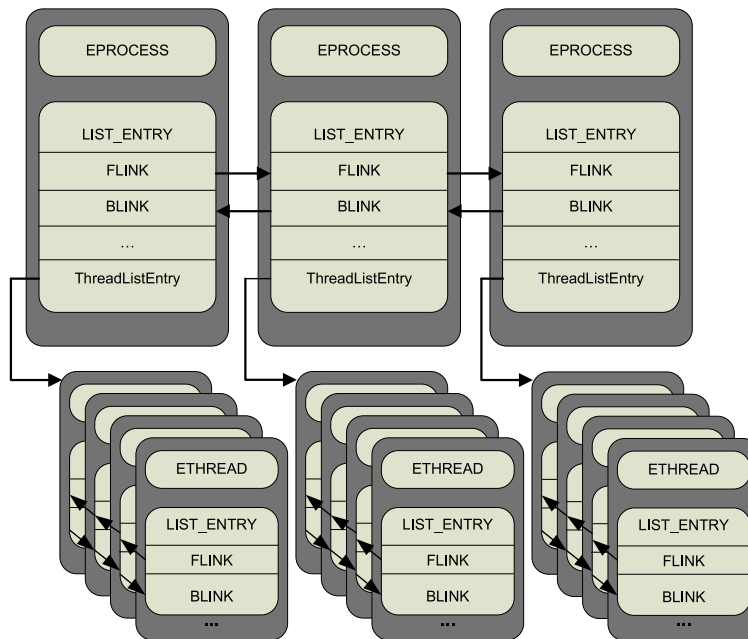 EPROCESS
LIST_ENTRY
FLINK
BLINK
...
ThreadListEntry
EPROCESS
LIST_ENTRY
FLINK
BLINK
...
ThreadListEntry
EPROCESS
LIST_ENTRY
FLINK
BLINK
...
ThreadListEntry
ETHREAD
LIST_ENTRY
FLINK
BLINK
...
ETHREAD
LIST_ENTRY
FLINK
BLINK
...
ETHREAD
LIST_ENTRY
FLINK
BLINK
...